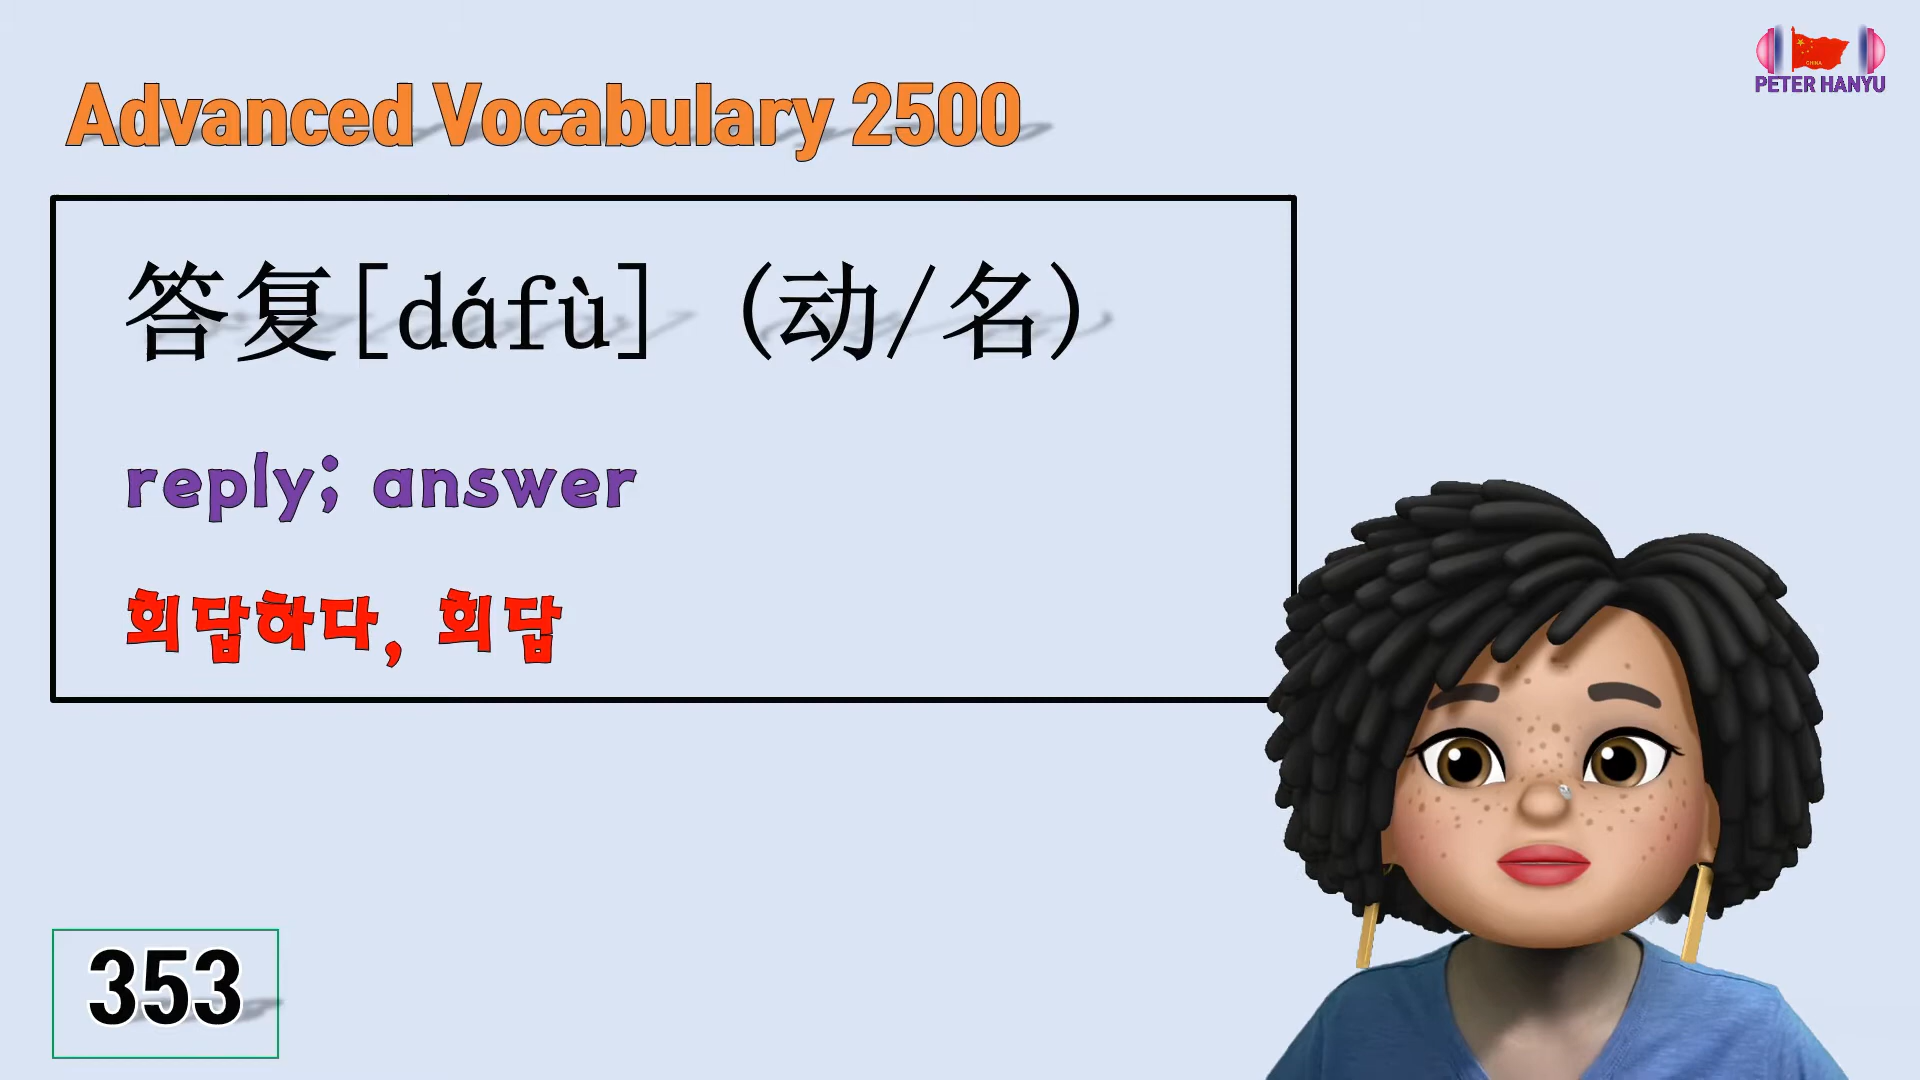 CHINA
PETER HANYU
Advanced Vocabulary 2500
答复[dáfù] (动/名)
reply; answer
회답하다, 회답
353